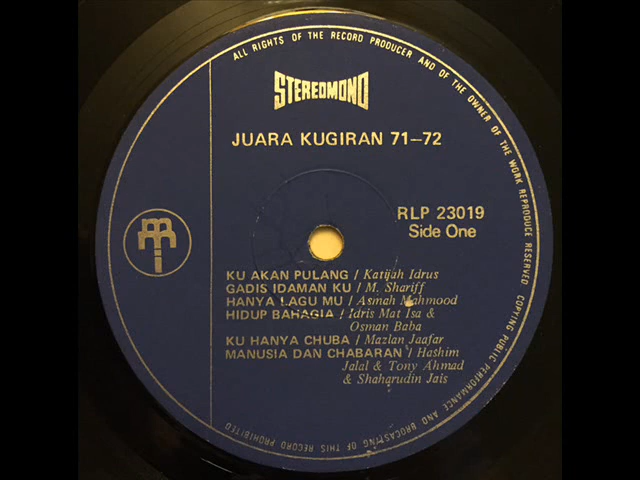 ALL RIGHTS OF THE RECORD PRODUCER AND OF THE OWNER OF THE WORK REPRODUCE RESERVED COPYING PUBLIC PERFORMANCE AND BROCASTING OF THIS RECORD PROHIBITED
STEREOMONO
JUARA KUGIRAN 71-72
RLP 23019
Side One
KU AKAN PULANG / Katijah Idrus
GADIS IDAMAN KU / M. Shariff
HANYA LAGU MU / Asmah Mahmood
HIDUP BAHAGIA / Idris Mat Isa &
Osman Baba
KU HANYA CHUBA / Mazlan Jaafar
MANUSIA DAN CHABARAN / Hashim
Jalal & Tony Ahmad
& Shaharudin Jais